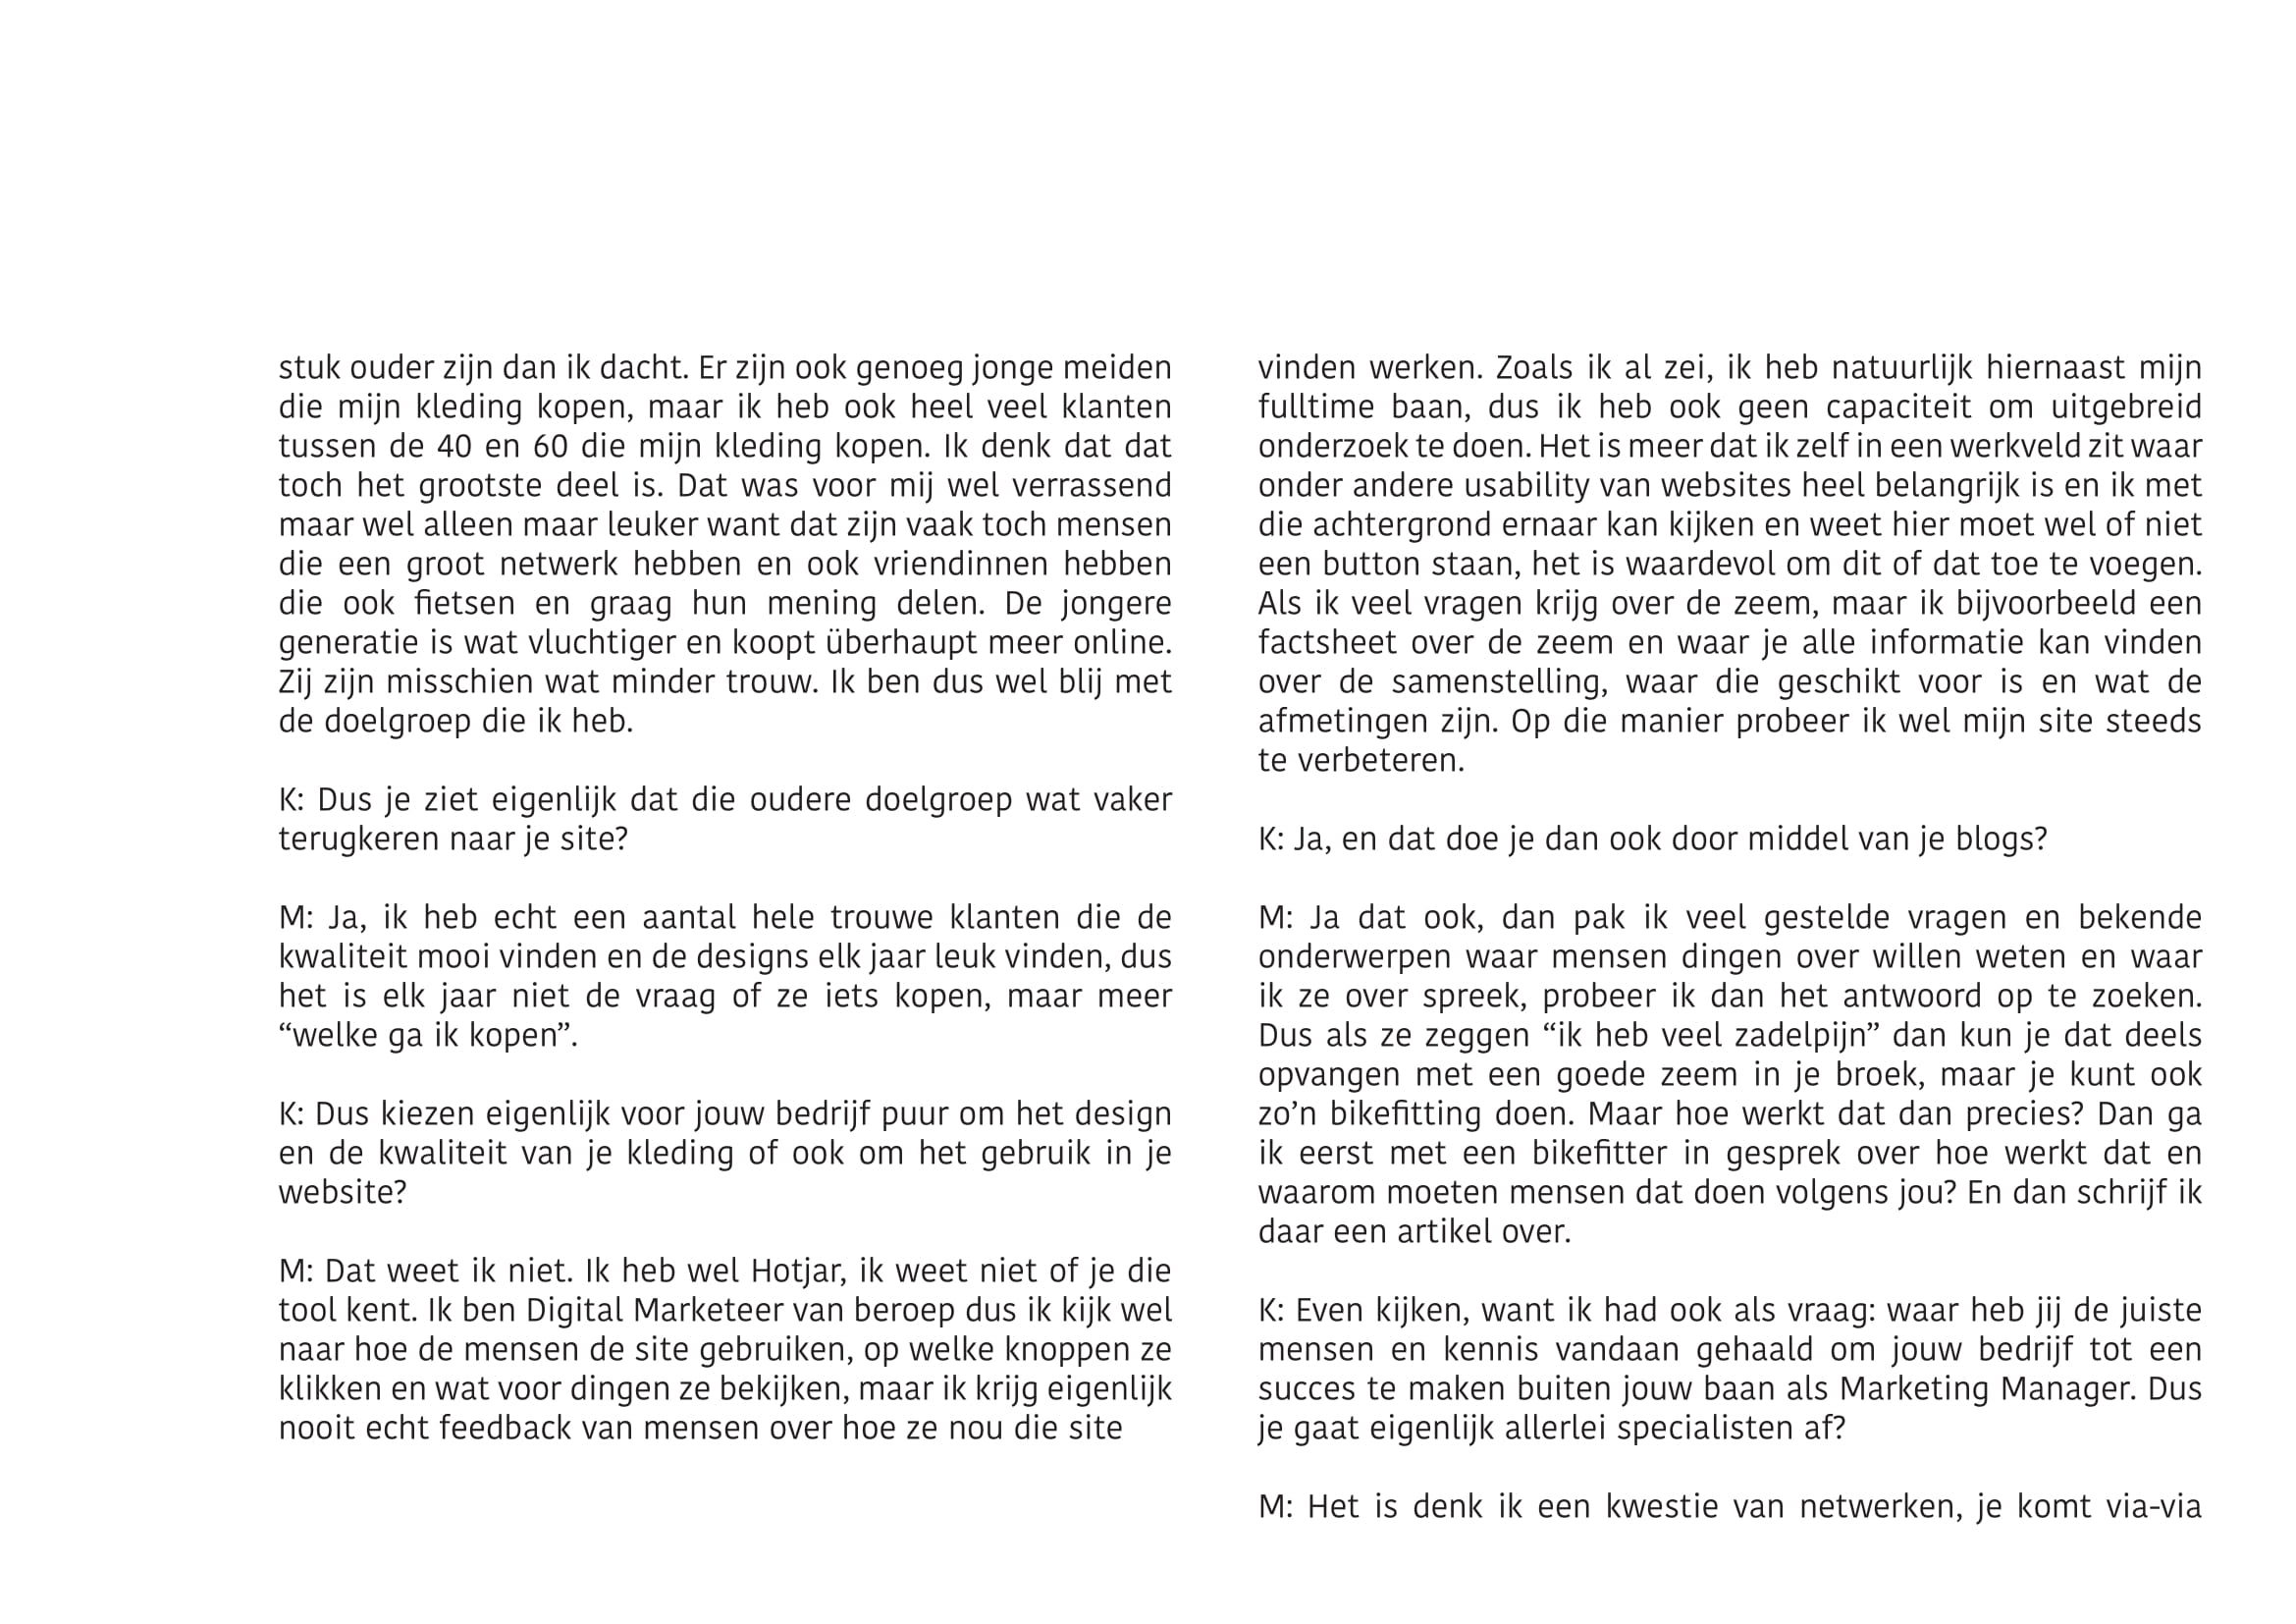 stuk ouder zijn dan ik dacht. Er zijn ook genoeg jonge meiden
die mijn kleding kopen, maar ik heb ook heel veel klanten
tussen de 40 en 60 die mijn kleding kopen. Ik denk dat dat
toch het grootste deel is. Dat was voor mij wel verrassend
maar wel alleen maar leuker want dat zijn vaak toch mensen
die een groot netwerk hebben en ook vriendinnen hebben
die ook fietsen en graag hun mening delen. De jongere
generatie is wat vluchtiger en koopt überhaupt meer online.
Zij zijn misschien wat minder trouw. Ik ben dus wel blij met
de doelgroep die ik heb.

K: Dus je ziet eigenlijk dat die oudere doelgroep wat vaker
terugkeren naar je site?

M: Ja, ik heb echt een aantal hele trouwe klanten die de
kwaliteit mooi vinden en de designs elk jaar leuk vinden, dus
het is elk jaar niet de vraag of ze iets kopen, maar meer
“welke ga ik kopen”.

K: Dus kiezen eigenlijk voor jouw bedrijf puur om het design
en de kwaliteit van je kleding of ook om het gebruik in je
website?

M: Dat weet ik niet. Ik heb wel Hotjar, ik weet niet of je die
tool kent. Ik ben Digital Marketeer van beroep dus ik kijk wel
naar hoe de mensen de site gebruiken, op welke knoppen ze
klikken en wat voor dingen ze bekijken, maar ik krijg eigenlijk
nooit echt feedback van mensen over hoe ze nou die site

vinden werken. Zoals ik al zei, ik heb natuurlijk hiernaast mijn
fulltime baan, dus ik heb ook geen capaciteit om uitgebreid
onderzoek te doen. Het is meer dat ik zelf in een werkveld zit waar
onder andere usability van websites heel belangrijk is en ik met
die achtergrond ernaar kan kijken en weet hier moet wel of niet
een button staan, het is waardevol om dit of dat toe te voegen.
Als ik veel vragen krijg over de zeem, maar ik bijvoorbeeld een
factsheet over de zeem en waar je alle informatie kan vinden
over de samenstelling, waar die geschikt voor is en wat de
afmetingen zijn. Op die manier probeer ik wel mijn site steeds
te verbeteren.

K: Ja, en dat doe je dan ook door middel van je blogs?

M: Ja dat ook, dan pak ik veel gestelde vragen en bekende
onderwerpen waar mensen dingen over willen weten en waar
ik ze over spreek, probeer ik dan het antwoord op te zoeken.
Dus als ze zeggen “ik heb veel zadelpijn” dan kun je dat deels
opvangen met een goede zeem in je broek, maar je kunt ook
zo’n bikefitting doen. Maar hoe werkt dat dan precies? Dan ga
ik eerst met een bikefitter in gesprek over hoe werkt dat en
waarom moeten mensen dat doen volgens jou? En dan schrijf ik
daar een artikel over.

K: Even kijken, want ik had ook als vraag: waar heb jij de juiste
mensen en kennis vandaan gehaald om jouw bedrijf tot een
succes te maken buiten jouw baan als Marketing Manager. Dus
je gaat eigenlijk allerlei specialisten af?

M: Het is denk ik een kwestie van netwerken, je komt via-via